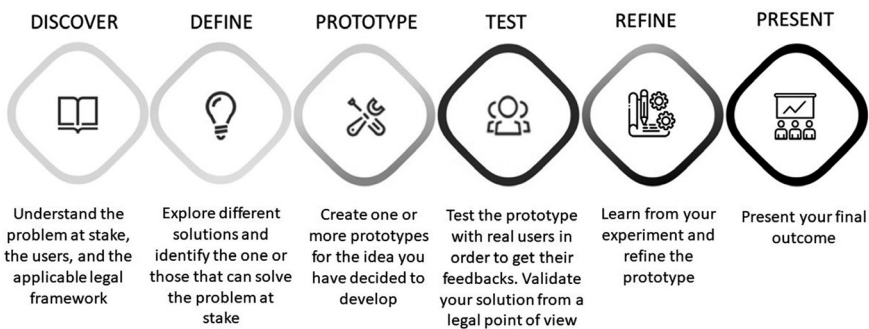 DISCOVER
DEFINE
PROTOTYPE
TEST
REFINE
PRESENT
Understand the
problem at stake,
the users, and the
applicable legal
framework
Explore different
solutions and
identify the one or
those that can solve
the problem at
stake
Create one or
more prototypes
for the idea you
have decided to
develop
Test the prototype
with real users in
order to get their
feedbacks. Validate
your solution from a
legal point of view
Learn from your
experiment and
refine the
prototype
Present your final
outcome